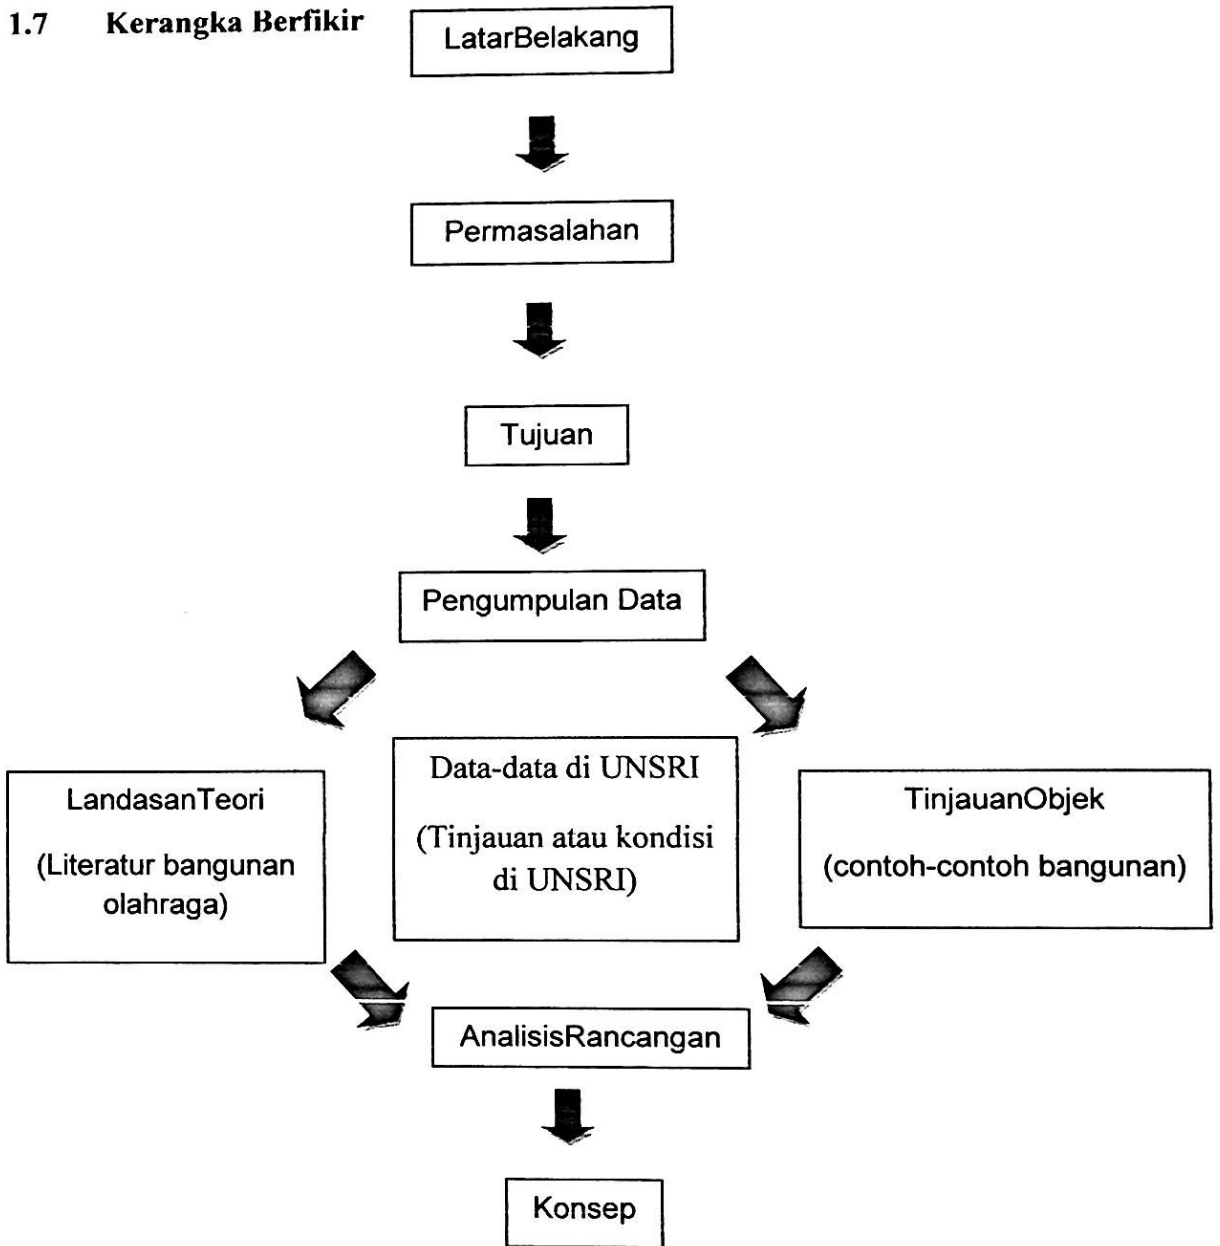 1.7 Kerangka Berfikir
LatarBelakang
Permasalahan
Tujuan
Pengumpulan Data
LandasanTeori
(Literatur bangunan
olahraga)
Data-data di UNSRI
(Tinjauan atau kondisi
di UNSRI)
TinjauanObjek
(contoh-contoh bangunan)
AnalisisRancangan
Konsep